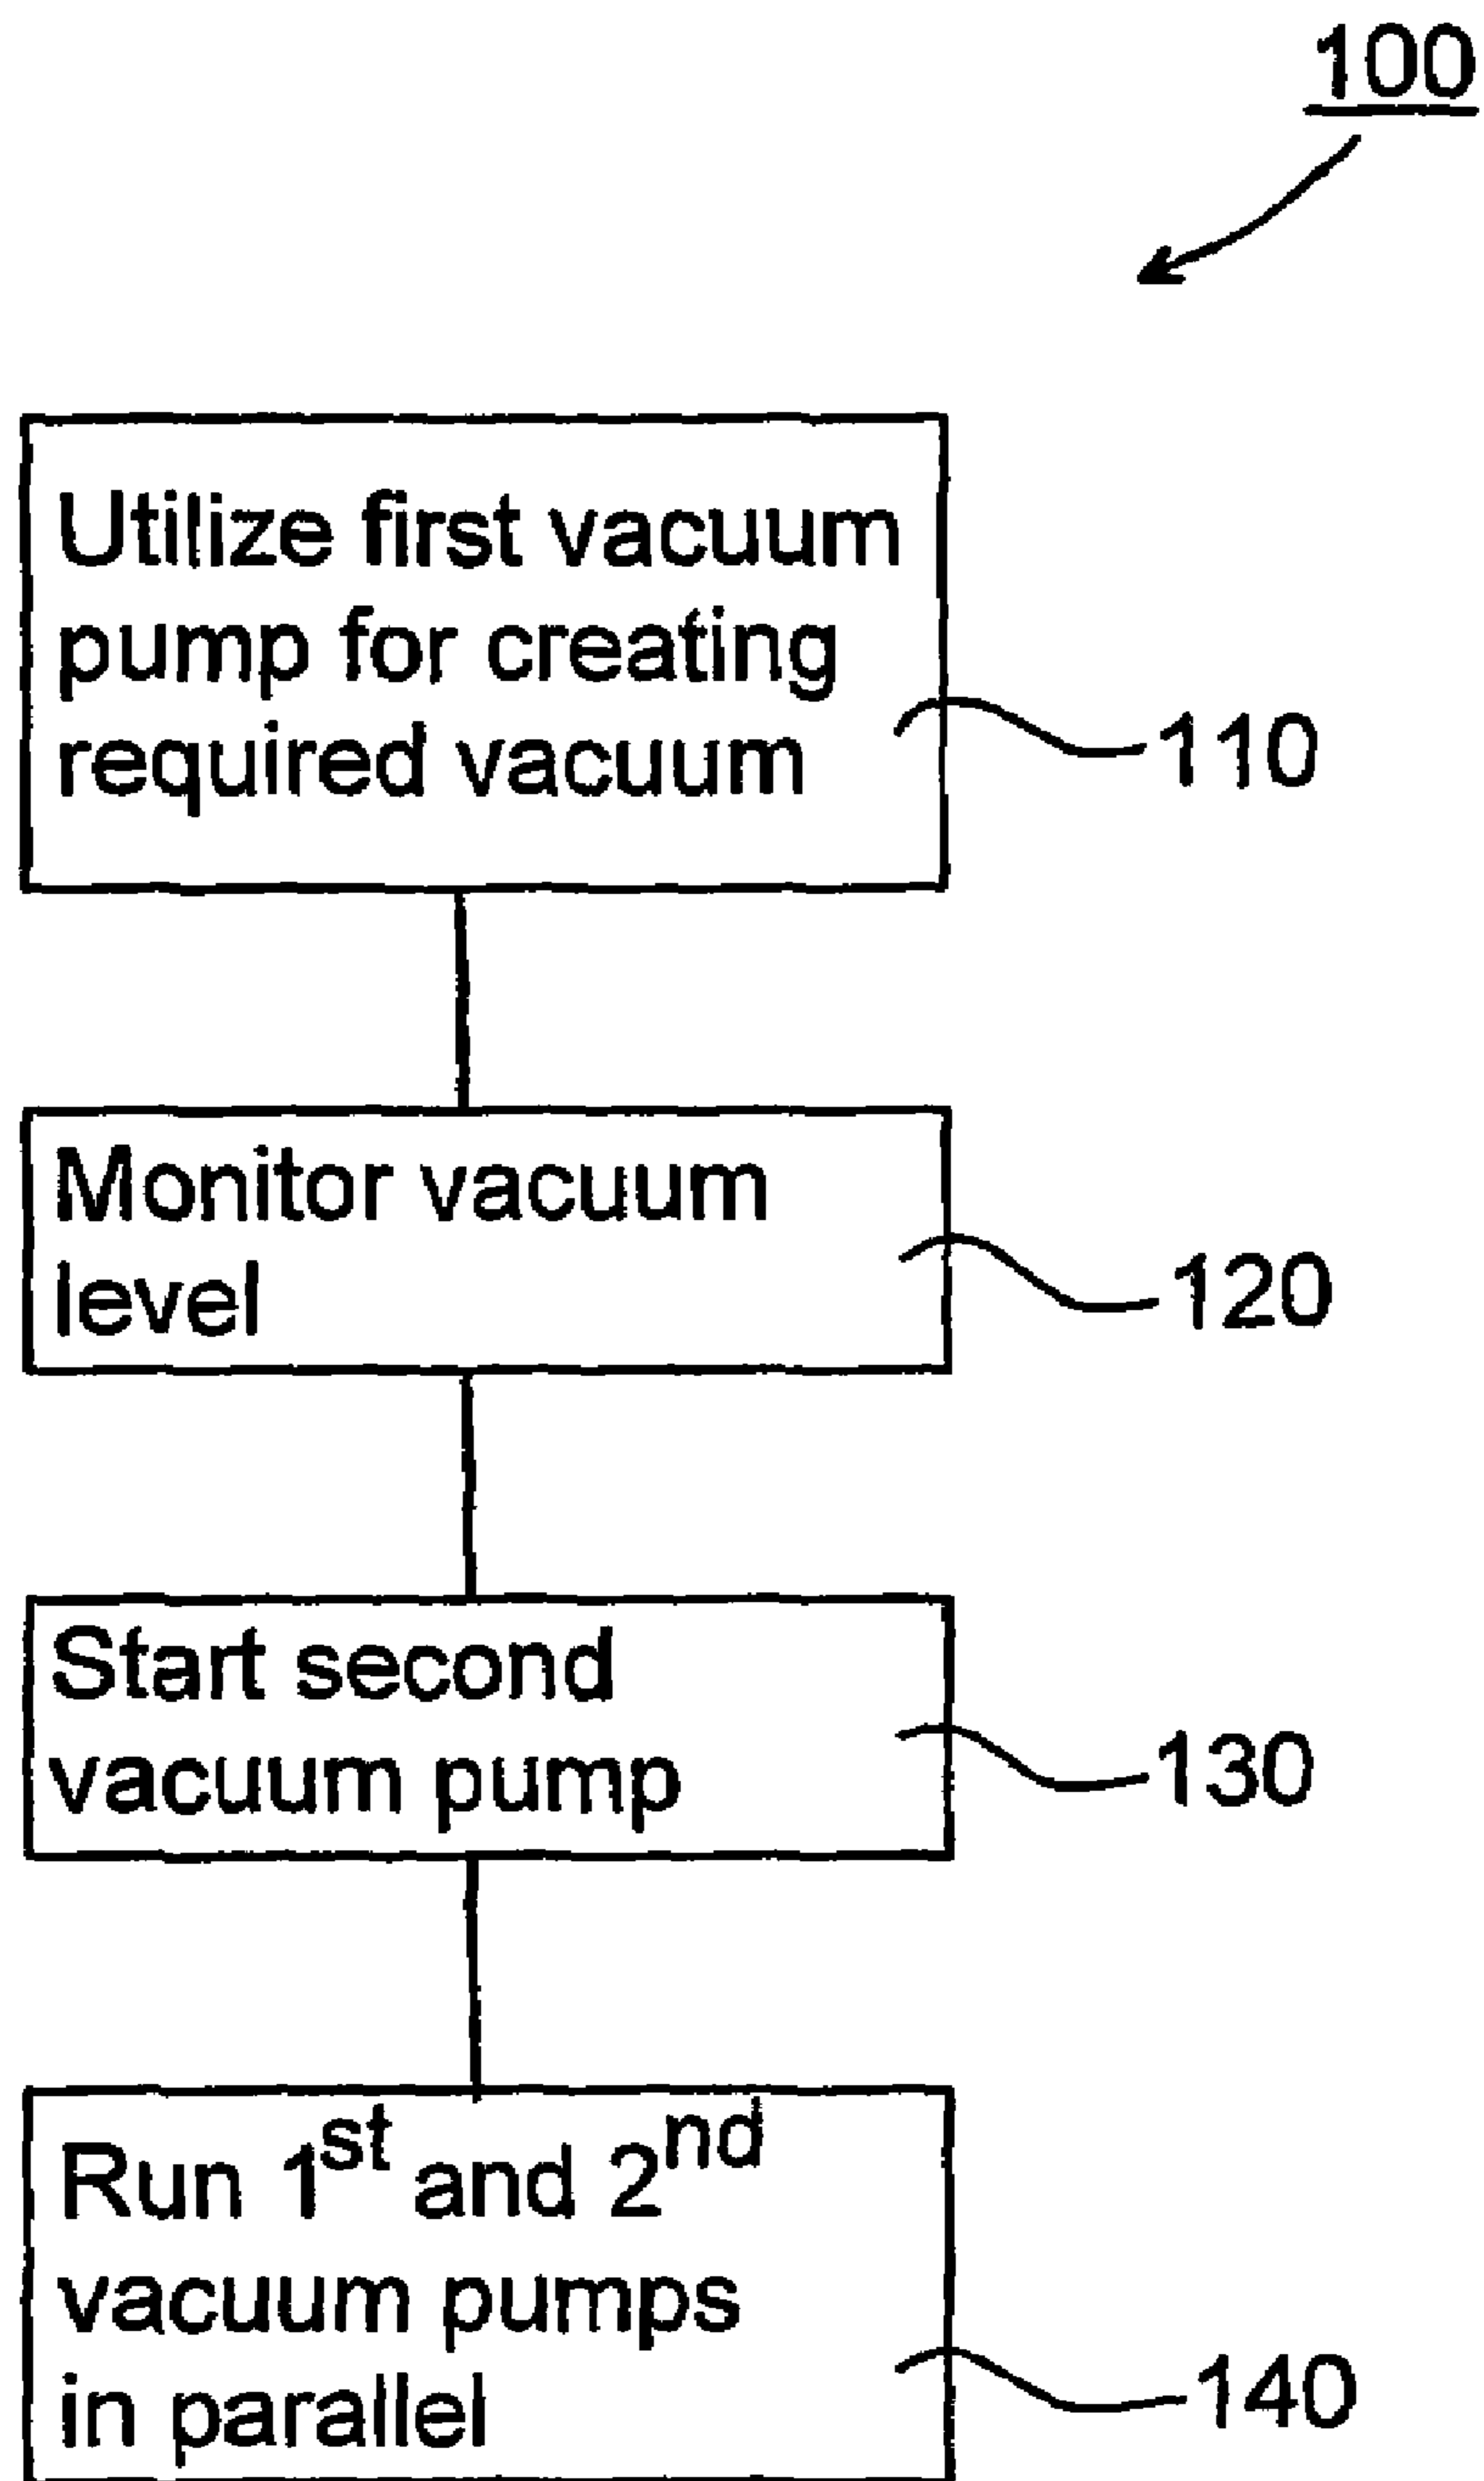 100
Utilize first vacuum
pump for creating
required vacuum
110
Monitor vacuum
level
120
Start second
vacuum pump
130
Run 1st and 2nd
vacuum pumps
in parallel
140